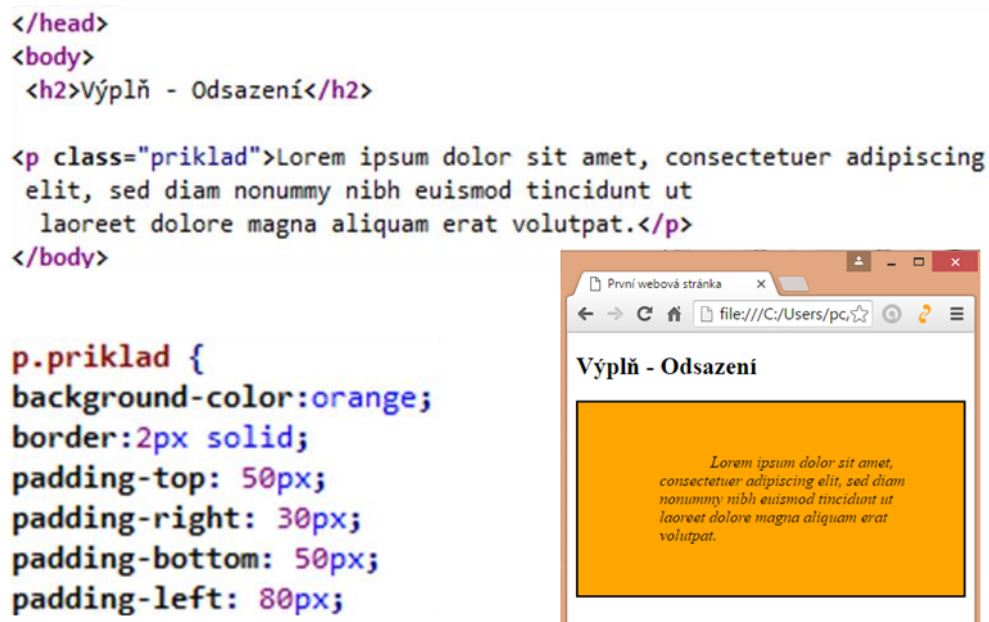 </head>
<body>
<h2>Výplň - Odsazení</h2>
<p class="priklad">Lorem ipsum dolor sit amet, consectetuer adipiscing
elit, sed diam nonummy nibh euismod tincidunt ut
laoreet dolore magna aliquam erat volutpat.</p>
</body>
p.priklad {
background-color:orange;
border:2px solid;
padding-top: 50px;
padding-right: 30px;
padding-bottom: 50px;
padding-left: 80px;
První webová stránka
file:///C:/Users/pc,
Výplň - Odsazení
Lorem ipsum dolor sit amet,
consectetuer adipiscing elit, sed diam
nonummy nibh euismod tincidunt ut
laoreet dolore magna aliquam erat
volutpat.